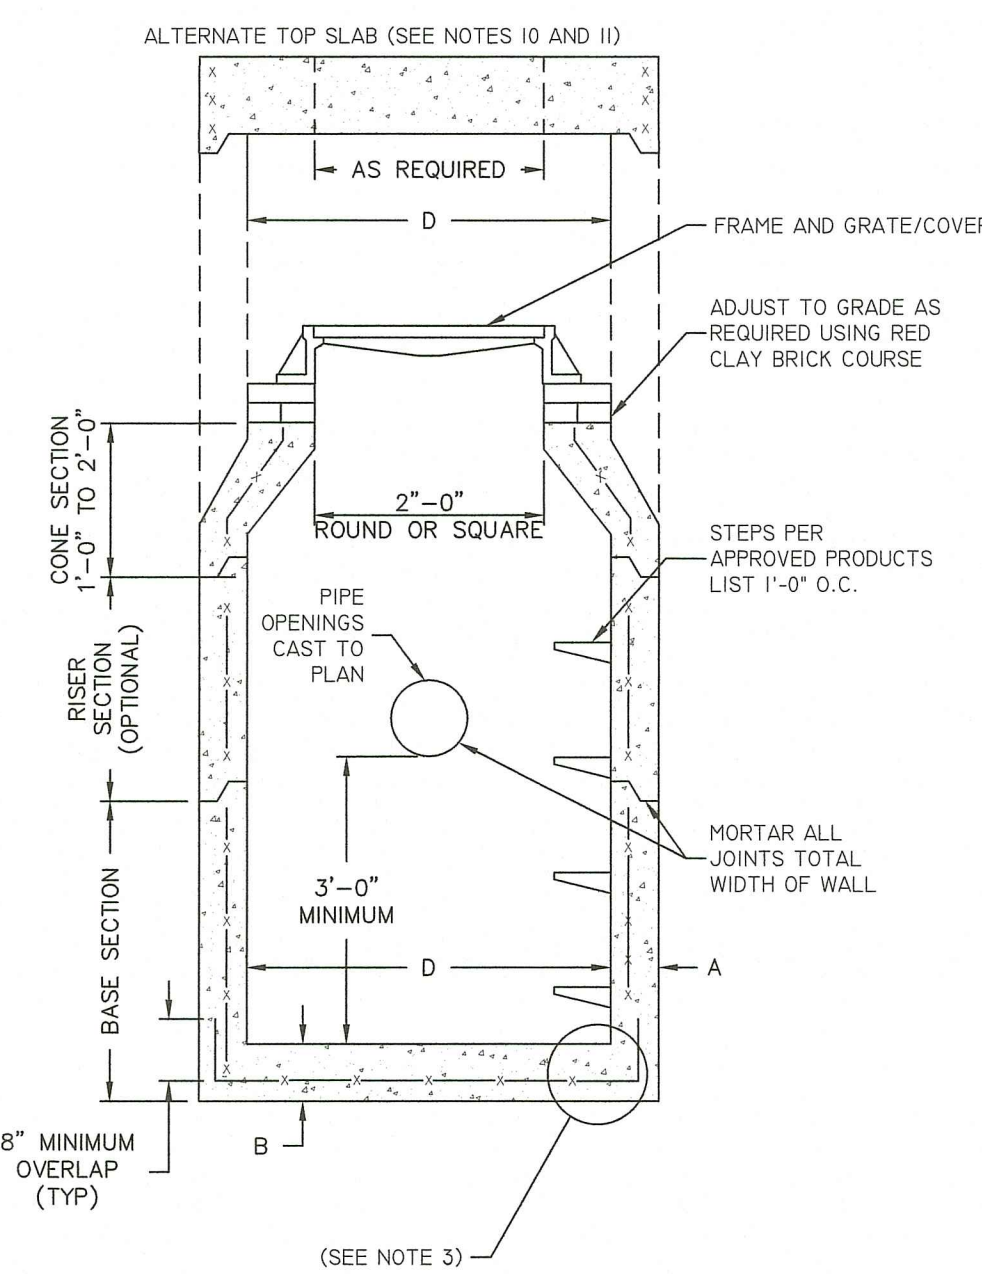 ALTERNATE TOP SLAB (SEE NOTES 10 AND 11)
AS REQUIRED
D
FRAME AND GRATE/COVER
ADJUST TO GRADE AS
REQUIRED USING RED
CLAY BRICK COURSE
CONE SECTION
1'-0" TO 2'-0"
2"-0"
ROUND OR SQUARE
STEPS PER
APPROVED PRODUCTS
LIST 1'-0" O.C.
PIPE
OPENINGS
CAST TO
PLAN
RISER
SECTION
(OPTIONAL)
MORTAR ALL
JOINTS TOTAL
WIDTH OF WALL
3'-0"
MINIMUM
BASE SECTION
D
A
B
8" MINIMUM
OVERLAP
(TYP)
(SEE NOTE 3)